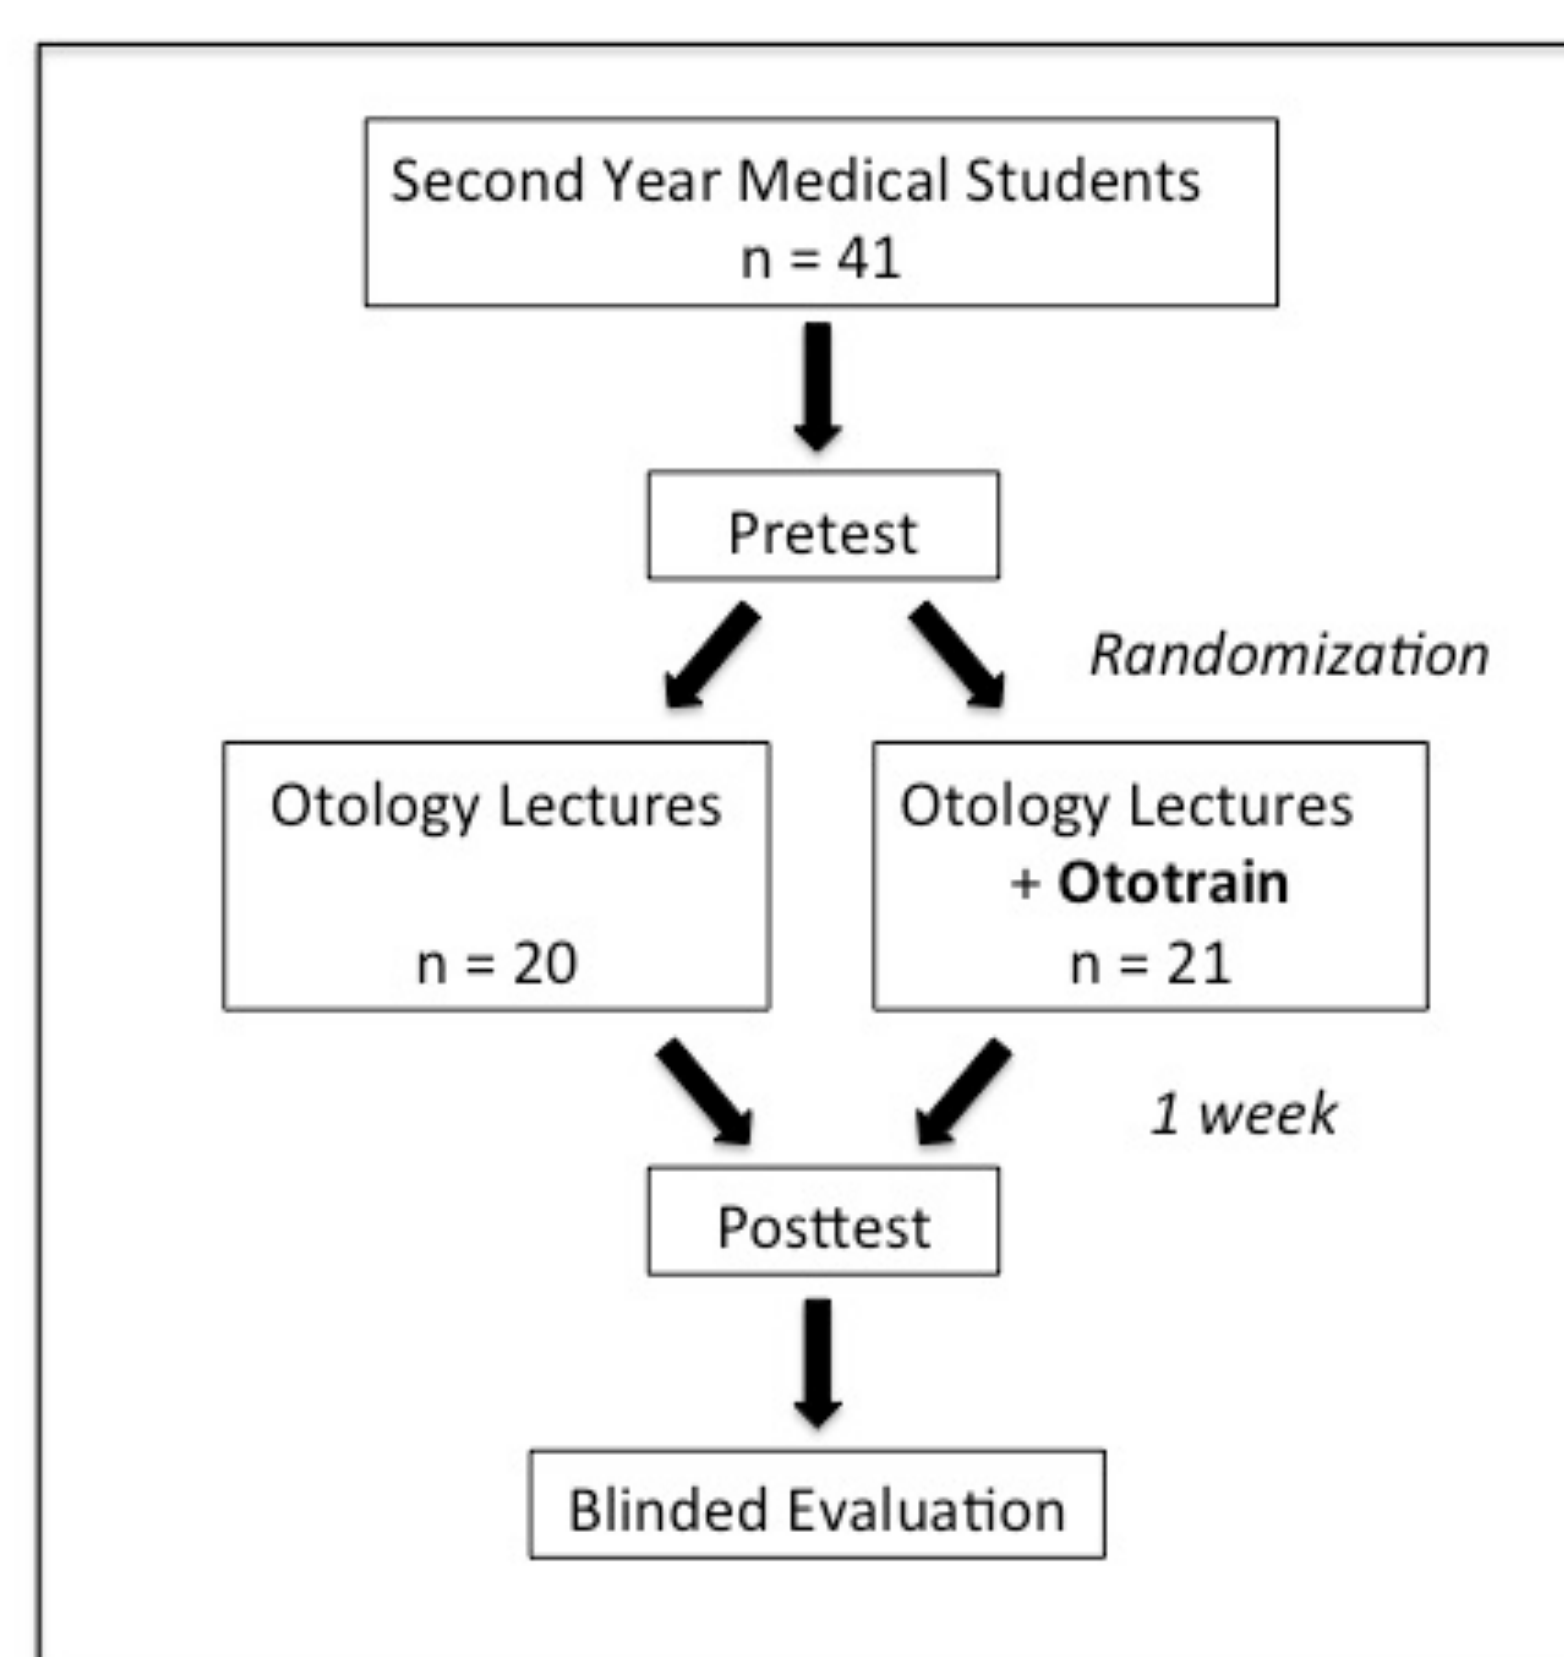 Second Year Medical Students
n = 41
Pretest
Randomization
Otology Lectures
n = 20
Otology Lectures
+ Ototrain
n = 21
1 week
Posttest
Blinded Evaluation